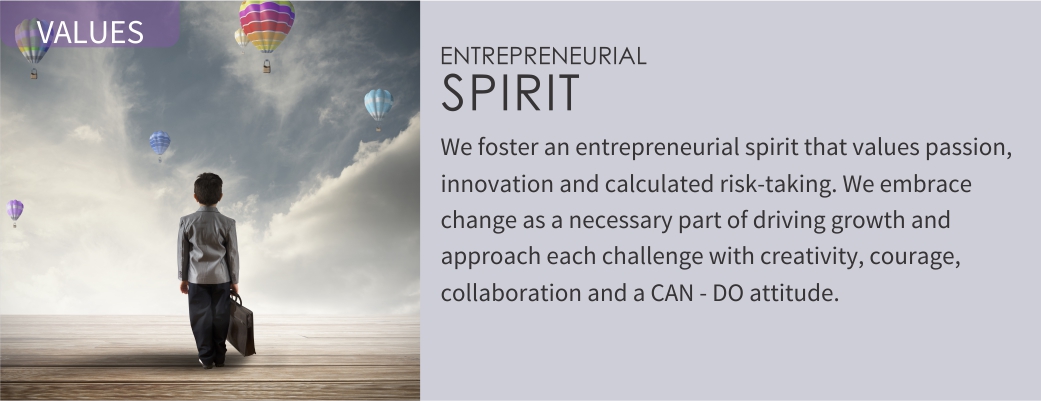 VALUES
ENTREPRENEURIAL
SPIRIT
We foster an entrepreneurial spirit that values passion,
innovation and calculated risk-taking. We embrace
change as a necessary part of driving growth and
approach each challenge with creativity, courage,
collaboration and a CAN - DO attitude.